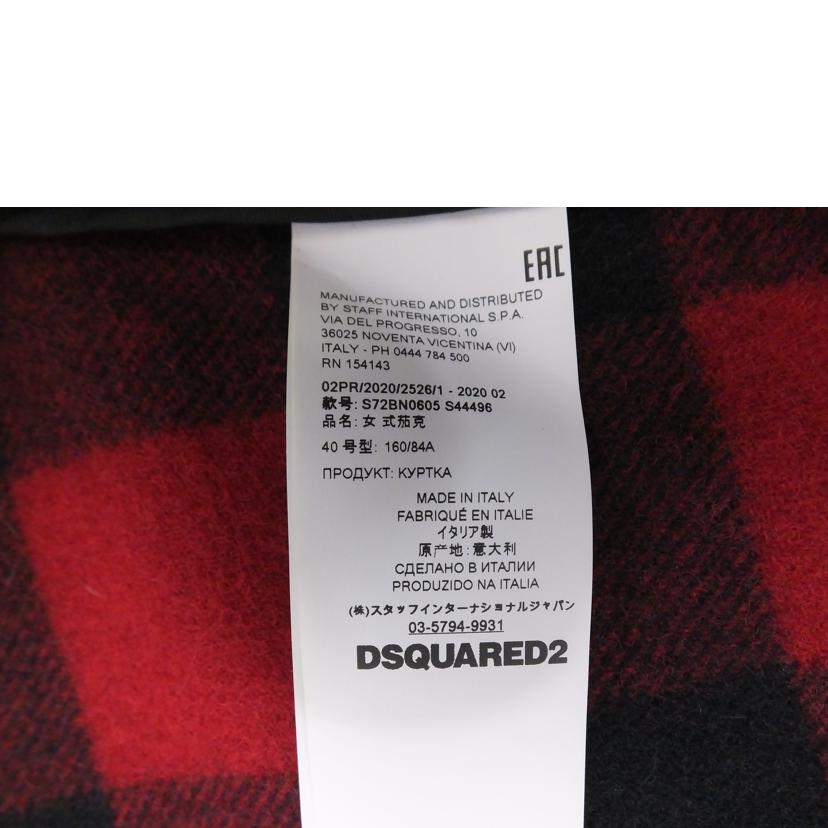 EAC
MANUFACTURED AND DISTRIBUTED
BY STAFF INTERNATIONAL S.P.A.
VIA DEL PROGRESSO, 10
36025 NOVENTA VICENTINA (VI)
ITALY - PH 0444 784 500
RN 154143
02PR/2020/2526/1 - 2020 02
款号: S72BN0605 S44496
品名: 女 式茄克
40 号型: 160/84A
ПРОДУКТ: КУРТКА
MADE IN ITALY
FABRIQUÉ EN ITALIE
イタリア製
原产地: 意大利
СДЕЛАНО В ИТАЛИИ
PRODUZIDO NA ITALIA
(株)スタッフインターナショナルジャパン
03-5794-9931
DSQUARED2